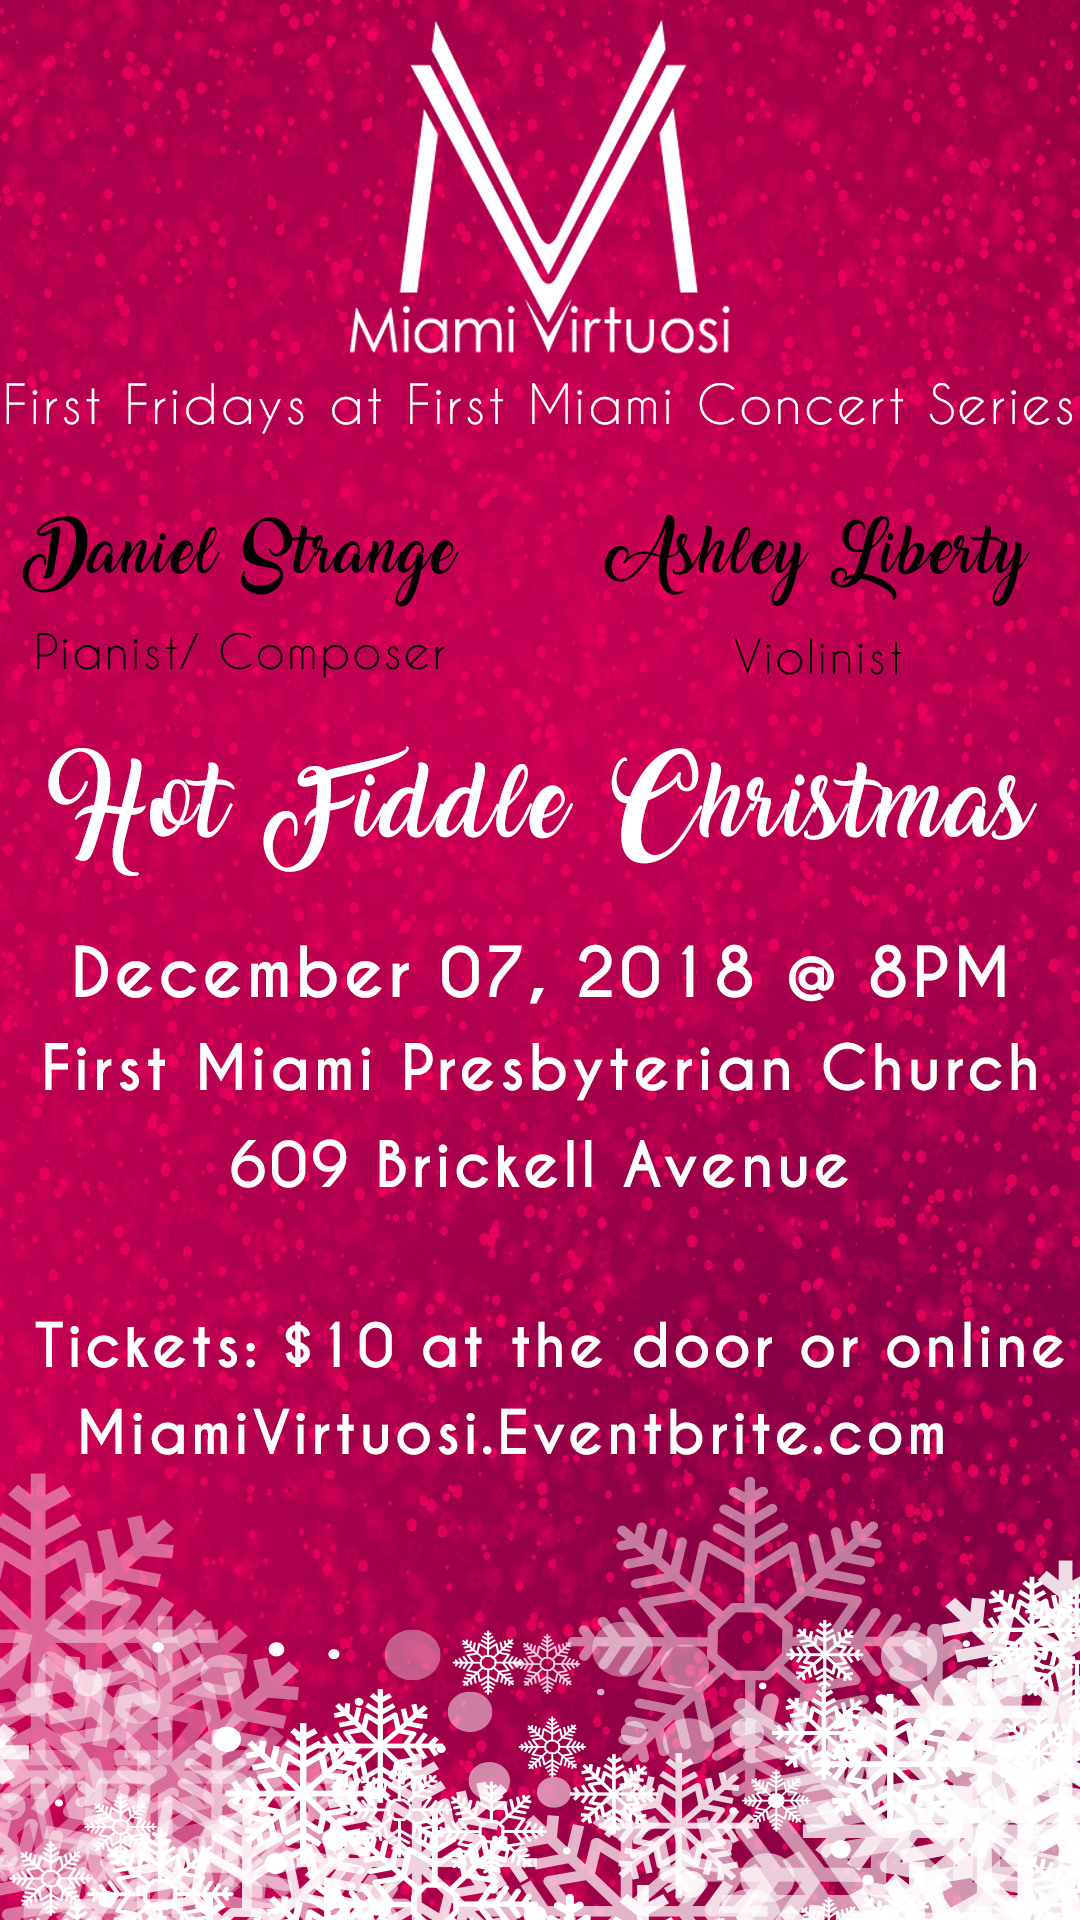 Miami Virtuosi
First Fridays at First Miami Concert Series
Daniel Strange
Ashley Liberty
Pianist/ Composer
Violinist
Hot Fiddle Christmas
December 07, 2018 @ 8PM
First Miami Presbyterian Church
609 Brickell Avenue
Tickets: $10 at the door or online
MiamiVirtuosi.Eventbrite.com